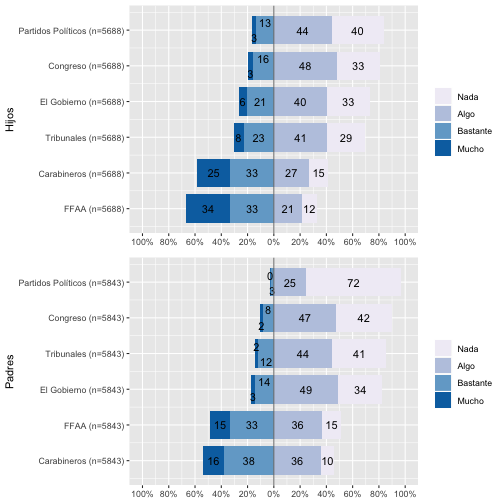 Hijos
Partidos Políticos (n=5688) 3 13 44 40
Congreso (n=5688) 3 16 48 33
El Gobierno (n=5688) 6 21 40 33
Tribunales (n=5688) 8 23 41 29
Carabineros (n=5688) 25 33 27 15
FFAA (n=5688) 34 33 21 12
100% 80% 60% 40% 20% 0% 20% 40% 60% 80% 100%
Nada
Algo
Bastante
Mucho
Padres
Partidos Políticos (n=5843) 0 3 25 72
Congreso (n=5843) 2 8 47 42
Tribunales (n=5843) 2 12 44 41
El Gobierno (n=5843) 3 14 49 34
FFAA (n=5843) 15 33 36 15
Carabineros (n=5843) 16 38 36 10
100% 80% 60% 40% 20% 0% 20% 40% 60% 80% 100%
Nada
Algo
Bastante
Mucho